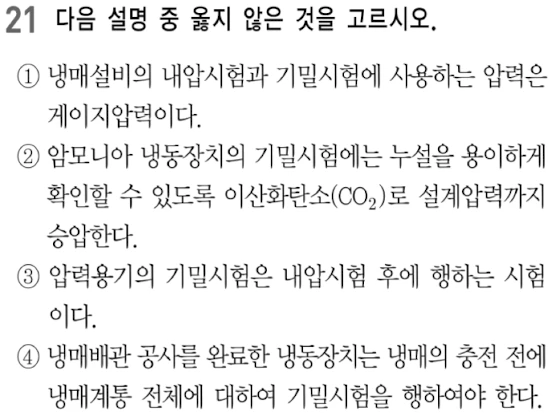 21 다음 설명 중 옳지 않은 것을 고르시오.
① 냉매설비의 내압시험과 기밀시험에 사용하는 압력은
게이지압력이다.
② 암모니아 냉동장치의 기밀시험에는 누설을 용이하게
확인할 수 있도록 이산화탄소(CO₂)로 설계압력까지
승압한다.
③ 압력용기의 기밀시험은 내압시험 후에 행하는 시험
이다.
④ 냉매배관 공사를 완료한 냉동장치는 냉매의 충전 전에
냉매계통 전체에 대하여 기밀시험을 행하여야 한다.